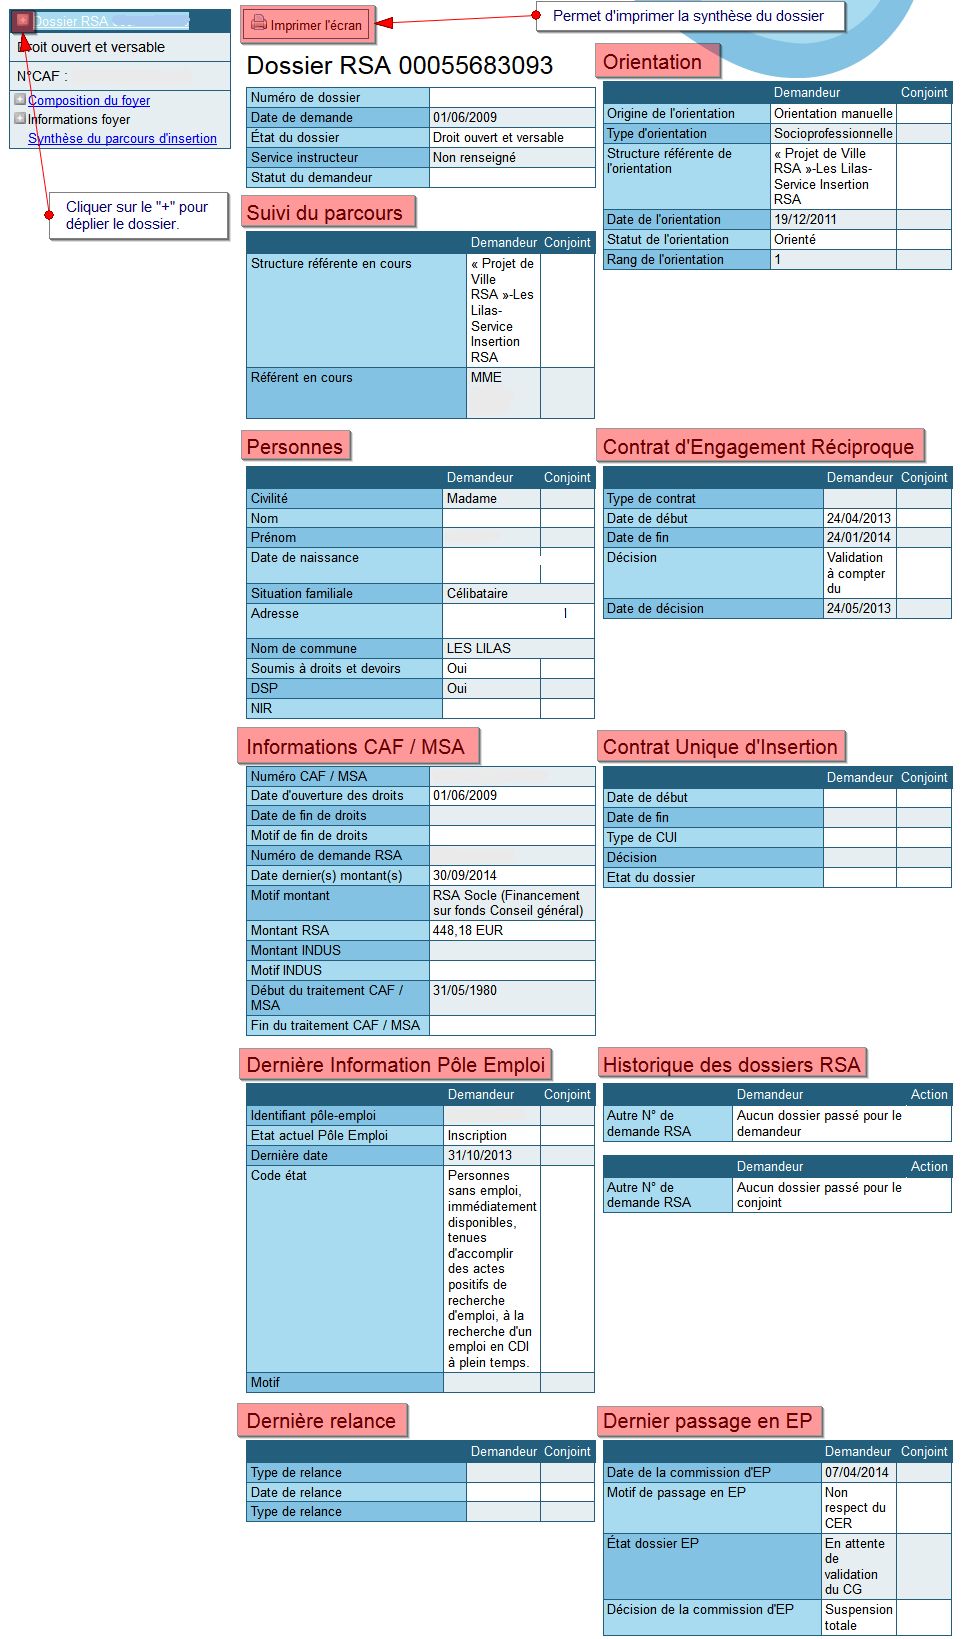 Dossier RSA
Droit ouvert et versable
N°CAF :
Composition du foyer
Informations foyer
Synthèse du parcours d'insertion
Cliquer sur le "+" pour
déplier le dossier.
Imprimer l'écran
Permet d'imprimer la synthèse du dossier
Dossier RSA 00055683093
Numéro de dossier
Date de demande 01/06/2009
État du dossier Droit ouvert et versable
Service instructeur Non renseigné
Statut du demandeur
Orientation
Demandeur Conjoint
Origine de l'orientation Orientation manuelle
Type d'orientation Socioprofessionnelle
Structure référente de « Projet de Ville
l'orientation RSA »-Les Lilas-
Service Insertion
RSA
Date de l'orientation 19/12/2011
Statut de l'orientation Orienté
Rang de l'orientation 1
Suivi du parcours
Demandeur Conjoint
Structure référente en cours « Projet de
Ville
RSA »-Les
Lilas-
Service
Insertion
RSA
Référent en cours MME
Personnes
Demandeur Conjoint
Civilité Madame
Nom
Prénom
Date de naissance
Situation familiale Célibataire
Adresse
Nom de commune LES LILAS
Soumis à droits et devoirs Oui
DSP Oui
NIR
Contrat d'Engagement Réciproque
Demandeur Conjoint
Type de contrat
Date de début 24/04/2013
Date de fin 24/01/2014
Décision Validation
à compter
du
Date de décision 24/05/2013
Informations CAF / MSA
Numéro CAF / MSA
Date d'ouverture des droits 01/06/2009
Date de fin de droits
Motif de fin de droits
Numéro de demande RSA
Date dernier(s) montant(s) 30/09/2014
Motif montant RSA Socle (Financement
sur fonds Conseil général)
Montant RSA 448,18 EUR
Montant INDUS
Motif INDUS
Début du traitement CAF / 31/05/1980
MSA
Fin du traitement CAF / MSA
Contrat Unique d'Insertion
Demandeur Conjoint
Date de début
Date de fin
Type de CUI
Décision
Etat du dossier
Dernière Information Pôle Emploi
Demandeur Conjoint
Identifiant pôle-emploi
Etat actuel Pôle Emploi Inscription
Dernière date 31/10/2013
Code état Personnes
sans emploi,
immédiatement
disponibles,
tenues
d'accomplir
des actes
positifs de
recherche
d'emploi, à la
recherche d'un
emploi en CDI
à plein temps.
Motif
Historique des dossiers RSA
Demandeur Action
Autre N° de Aucun dossier passé pour le
demande RSA demandeur
Demandeur Action
Autre N° de Aucun dossier passé pour le
demande RSA conjoint
Dernière relance
Demandeur Conjoint
Type de relance
Date de relance
Type de relance
Dernier passage en EP
Demandeur Conjoint
Date de la commission d'EP 07/04/2014
Motif de passage en EP Non
respect du
CER
État dossier EP En attente
de
validation
du CG
Décision de la commission d'EP Suspension
totale